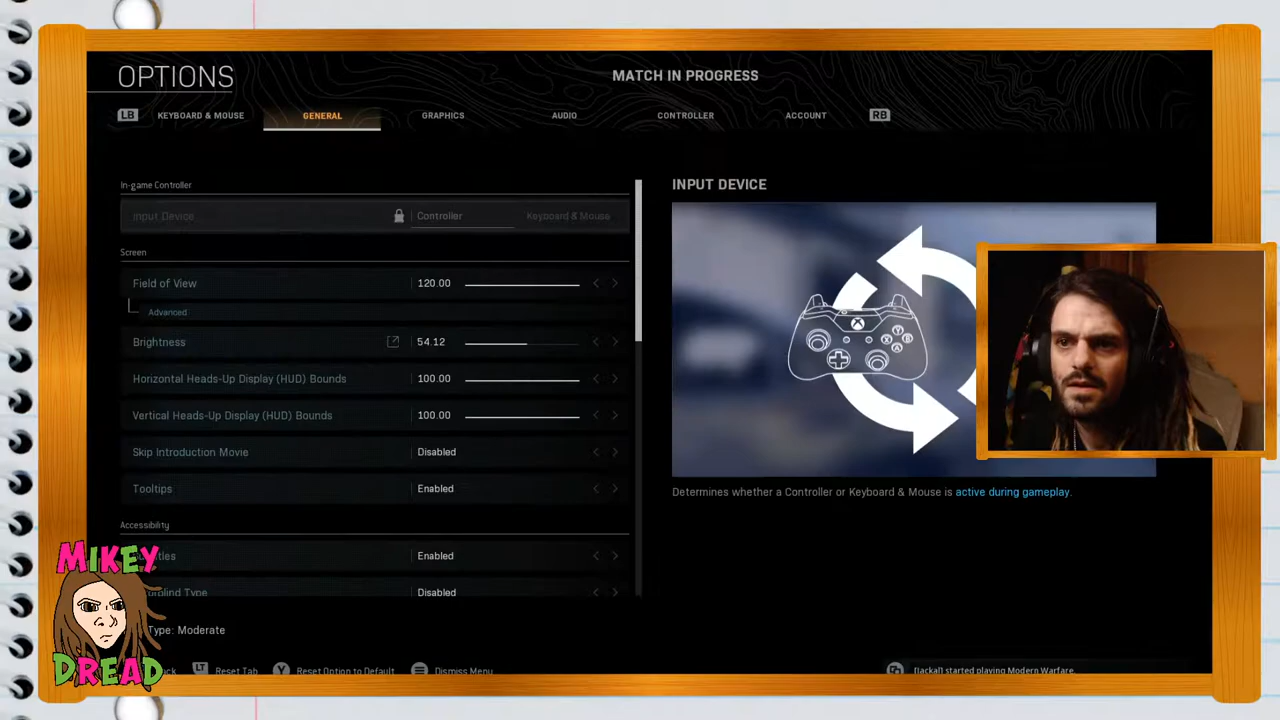 OPTIONS
MATCH IN PROGRESS
LB KEYBOARD & MOUSE GENERAL GRAPHICS AUDIO CONTROLLER ACCOUNT RB
In-game Controller
Input Device Controller Keyboard & Mouse
Screen
Field of View 120.00
Advanced
Brightness 54.12
Horizontal Heads-Up Display (HUD) Bounds 100.00
Vertical Heads-Up Display (HUD) Bounds 100.00
Skip Introduction Movie Disabled
Tooltips Enabled
Accessibility
Enabled
Type Disabled
Type: Moderate
LT Reset Tab Y Reset Option to Default Dismiss Menu
INPUT DEVICE
Y
X B
A
Determines whether a Controller or Keyboard & Mouse is active during gameplay.
[Jackal] started playing Modern Warfare.
MIKEY
DREAD